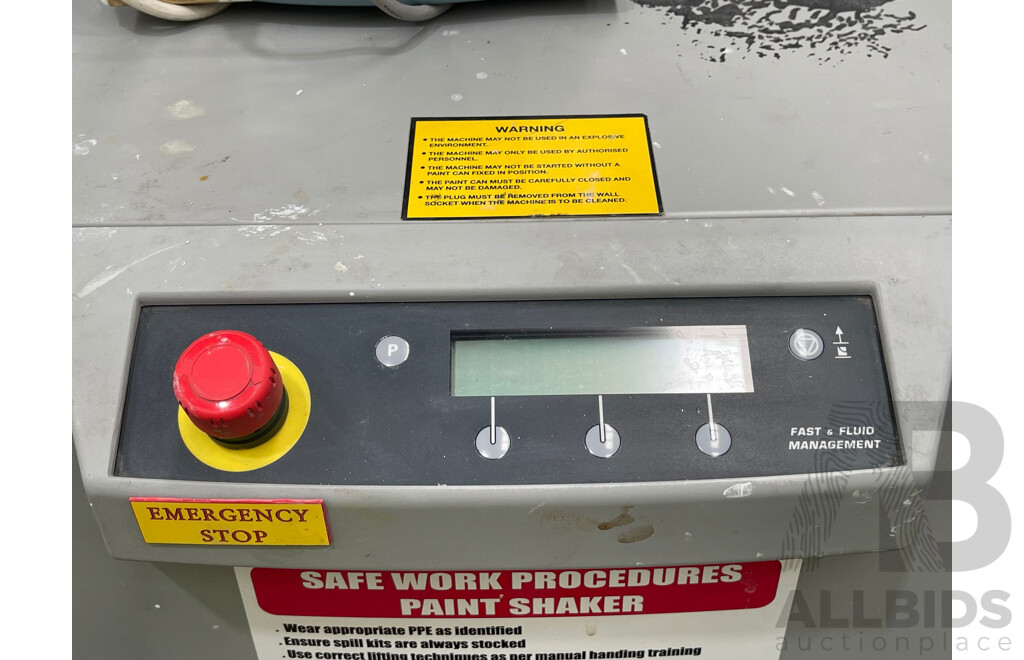 WARNING
• THE MACHINE MAY NOT BE USED IN AN EXPLOSIVE
ENVIRONMENT.
• THE MACHINE MAY ONLY BE USED BY AUTHORISED
PERSONNEL.
• THE MACHINE MAY NOT BE STARTED WITHOUT A
PAINT CAN FIXED IN POSITION.
• THE PAINT CAN MUST BE CAREFULLY CLOSED AND
MAY NOT BE DAMAGED.
• THE PLUG MUST BE REMOVED FROM THE WALL
SOCKET WHEN THE MACHINE IS TO BE CLEANED.
P
FAST & FLUID
MANAGEMENT
EMERGENCY
STOP
SAFE WORK PROCEDURES
PAINT SHAKER
. Wear appropriate PPE as identified
. Ensure spill kits are always stocked
. Use correct lifting techniques as per manual handing training
AB
ALLBIDS
auctionplace